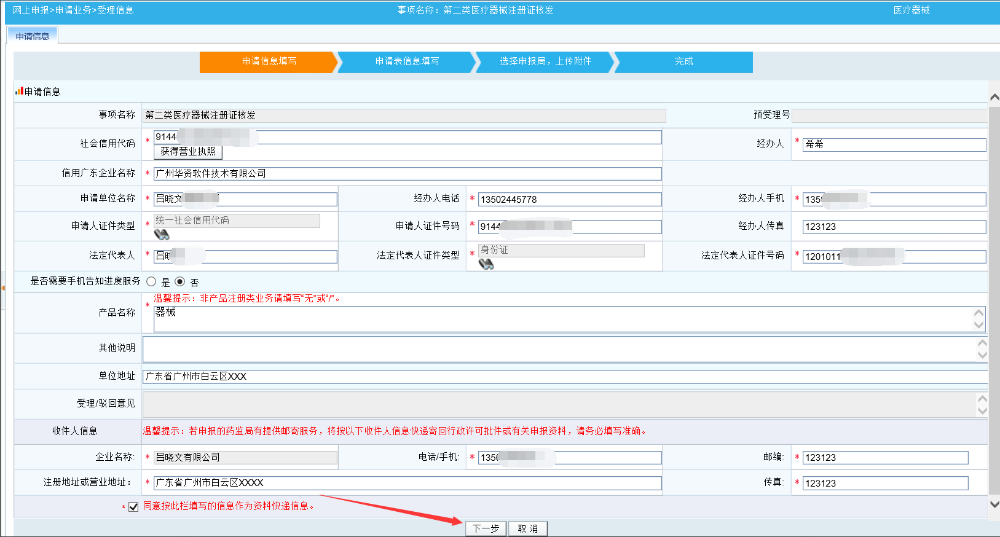 网上申报>申请业务>受理信息 事项名称：第二类医疗器械注册证核发 医疗器械
申请信息
申请信息填写 申请表信息填写 选择申报局，上传附件 完成
申请信息
事项名称 第二类医疗器械注册证核发 预受理号
社会信用代码 * 9144 经办人 * 希希
获得营业执照
信用广东企业名称 * 广州华资软件技术有限公司
申请单位名称 * 吕晓文 经办人电话 * 13502445778 经办人手机 * 135
申请人证件类型 * 统一社会信用代码 申请人证件号码 * 9144 经办人传真 123123
法定代表人 * 吕晓 法定代表人证件类型 * 身份证 法定代表人证件号码 * 1201011
是否需要手机告知进度服务 是 否
温馨提示：非产品注册类业务请填写“无”或“/”。
产品名称 * 器械
其他说明
单位地址 广东省广州市白云区XXX
受理/驳回意见
收件人信息 温馨提示：若申报的药监局有提供邮寄服务，将按以下收件人信息快递寄回行政许可批件或有关申报资料，请务必填写准确。
企业名称: * 吕晓文有限公司 电话/手机: * 1350 邮编: * 123123
注册地址或营业地址： * 广东省广州市白云区XXXX 传真: * 123123
* 同意按此栏填写的信息作为资料快递信息。
下一步 取 消